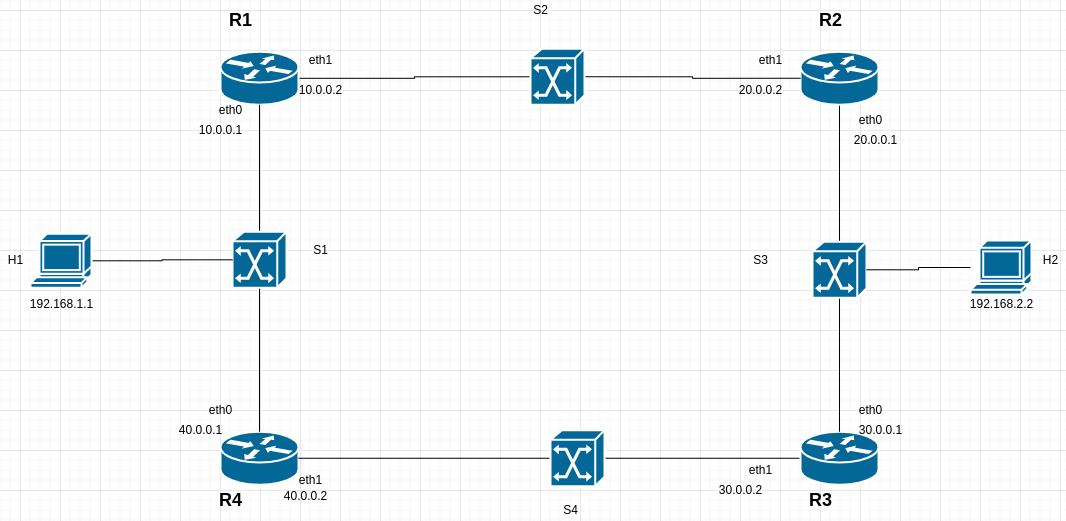 S2
R1
R2
eth1
eth1
10.0.0.2
20.0.0.2
eth0
10.0.0.1
eth0
20.0.0.1
S1
H1
S3
H2
192.168.1.1
192.168.2.2
eth0
40.0.0.1
eth0
30.0.0.1
eth1
40.0.0.2
eth1
30.0.0.2
R4
R3
S4